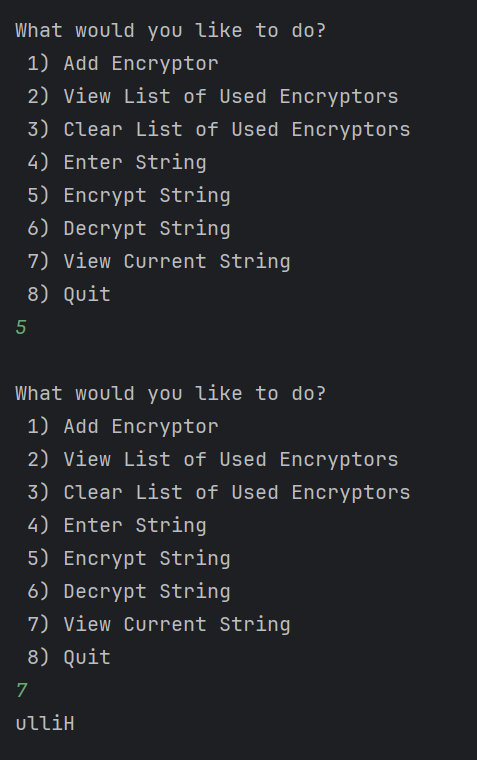 What would you like to do?
1) Add Encryptor
2) View List of Used Encryptors
3) Clear List of Used Encryptors
4) Enter String
5) Encrypt String
6) Decrypt String
7) View Current String
8) Quit
5
What would you like to do?
1) Add Encryptor
2) View List of Used Encryptors
3) Clear List of Used Encryptors
4) Enter String
5) Encrypt String
6) Decrypt String
7) View Current String
8) Quit
7
ulliH